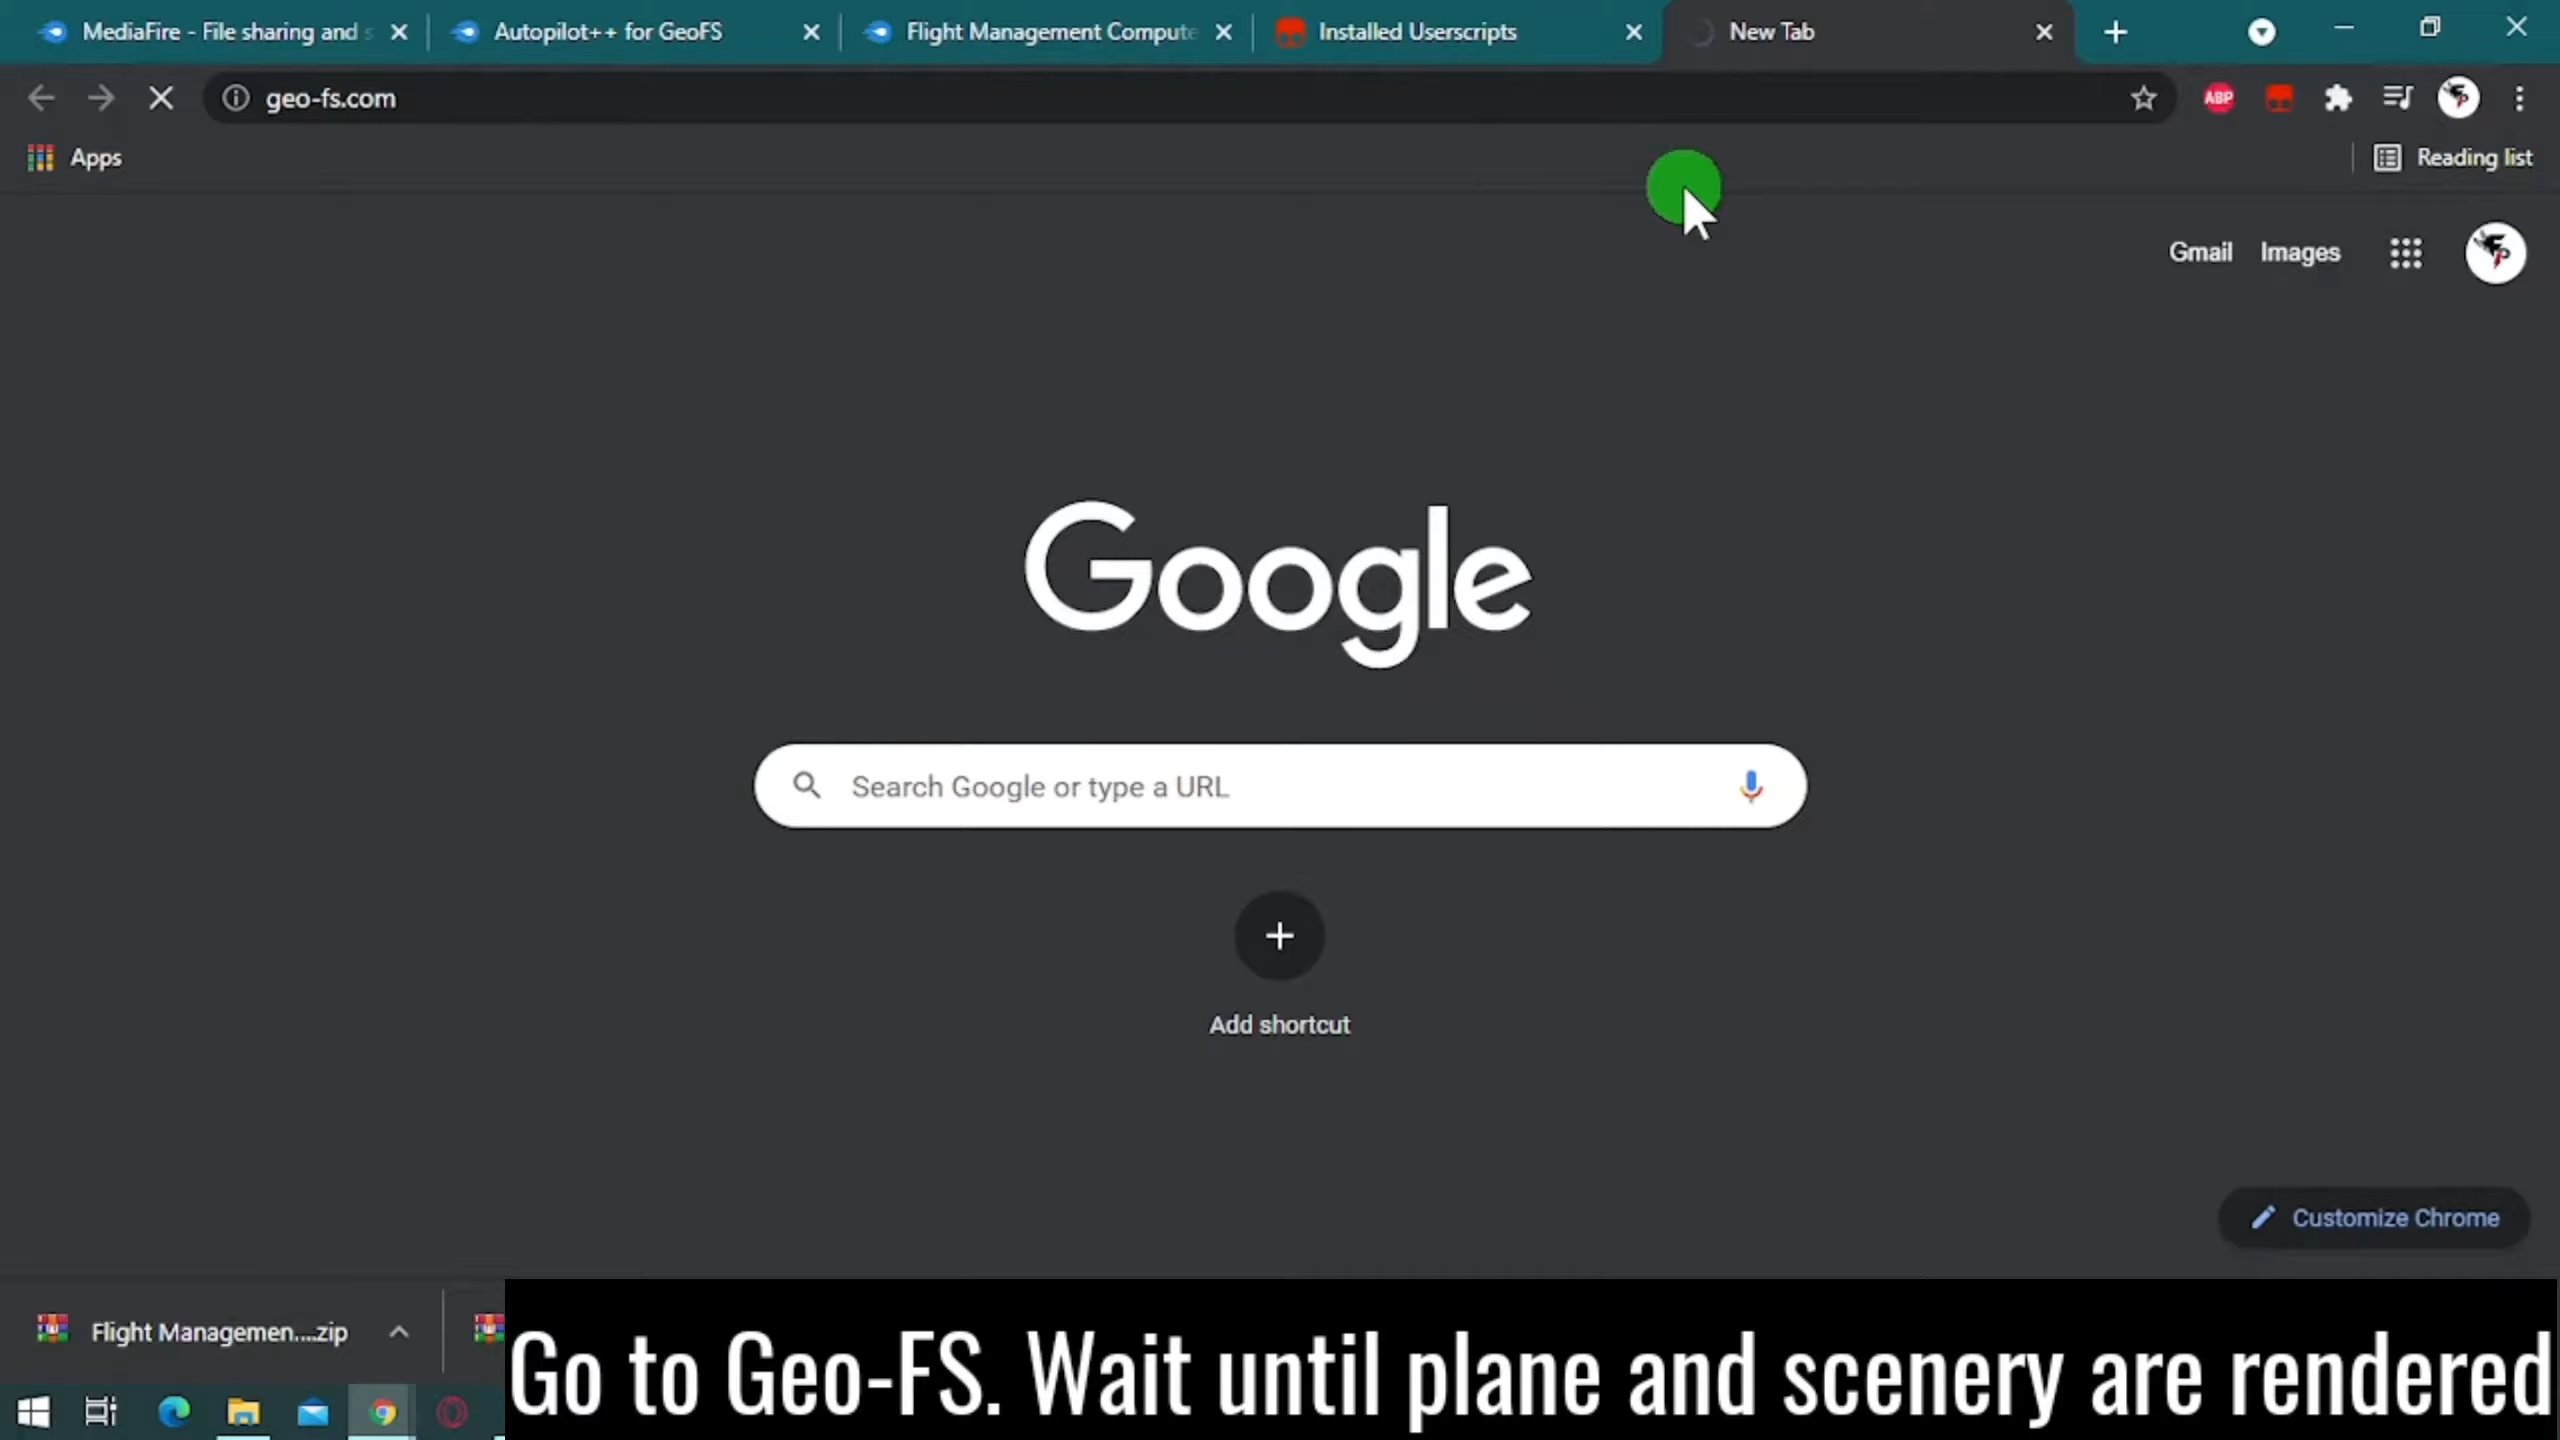 MediaFire - File sharing and s
Autopilot++ for GeoFS
Flight Management Compute
Installed Userscripts
New Tab
geo-fs.com
ABP
Apps
Reading list
Gmail
Images
Google
Search Google or type a URL
Add shortcut
Customize Chrome
Flight Managemen....zip
Go to Geo-FS. Wait until plane and scenery are rendered